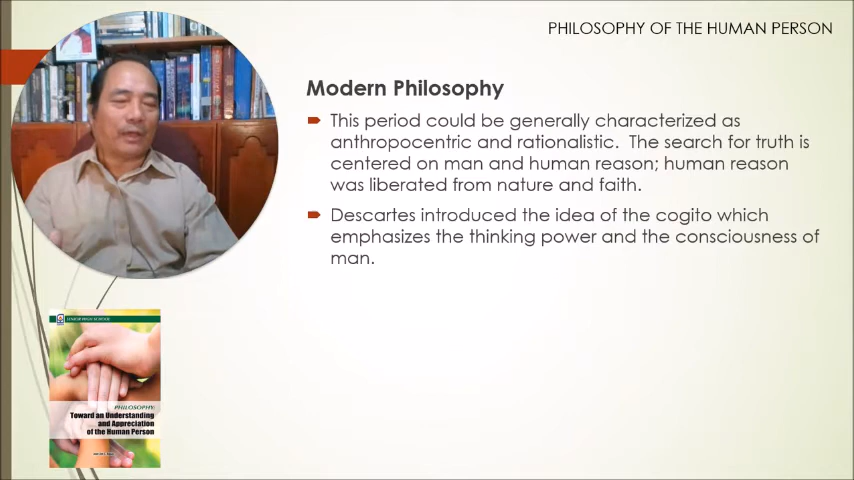 PHILOSOPHY OF THE HUMAN PERSON
Modern Philosophy
This period could be generally characterized as
anthropocentric and rationalistic. The search for truth is
centered on man and human reason; human reason
was liberated from nature and faith.
Descartes introduced the idea of the cogito which
emphasizes the thinking power and the consciousness of
man.
SENIOR HIGH SCHOOL
PHILOSOPHY:
Toward an Understanding
and Appreciation
of the Human Person